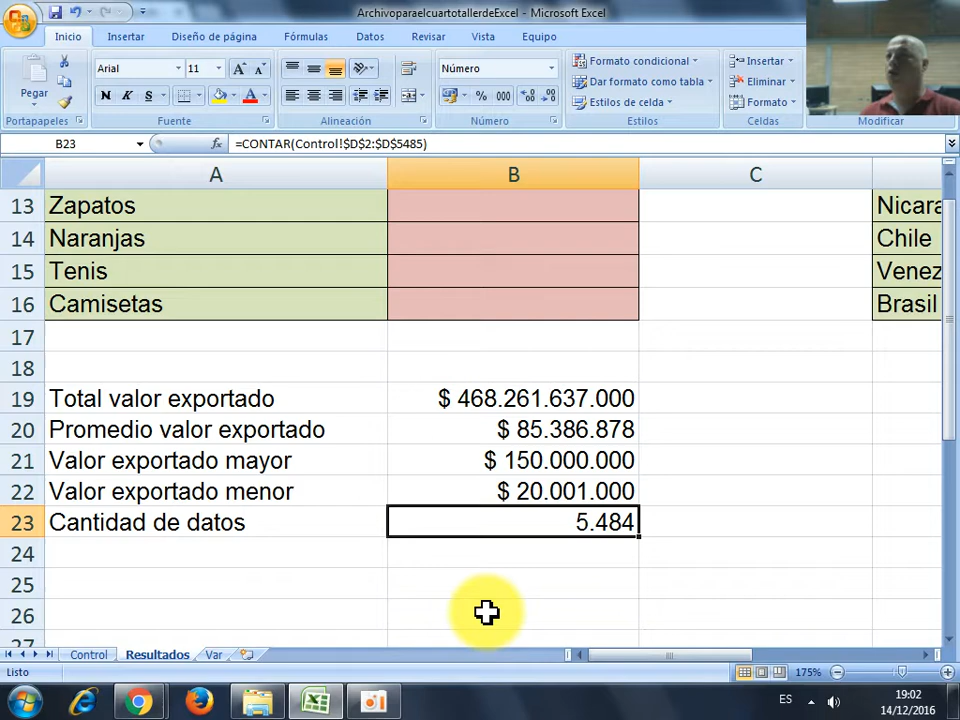 ArchivoparaelcuartotallerdeExcel - Microsoft Excel
Inicio Insertar Diseño de página Fórmulas Datos Revisar Vista Equipo
Arial 11 A A Número Formato condicional Insertar
Pegar N K S A % 000 Dar formato como tabla Eliminar
Estilos de celda Formato
Portapapeles Fuente Alineación Número Estilos Celdas Modificar
B23 fx =CONTAR(Control!$D$2:$D$5485)
A B C
13 Zapatos Nicara
14 Naranjas Chile
15 Tenis Venez
16 Camisetas Brasil
17
18
19 Total valor exportado $ 468.261.637.000
20 Promedio valor exportado $ 85.386.878
21 Valor exportado mayor $ 150.000.000
22 Valor exportado menor $ 20.001.000
23 Cantidad de datos 5.484
24
25
26
27
Control Resultados Var
Listo 175%
ES 19:02
14/12/2016